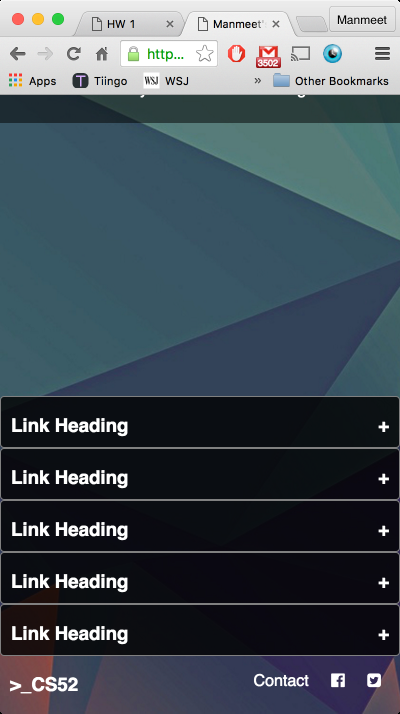 HW 1
Manmeet'
Manmeet
http...
3502
Apps
Tiingo
WSJ
WSJ
»
Other Bookmarks
Link Heading +
Link Heading +
Link Heading +
Link Heading +
Link Heading +
>_CS52
Contact